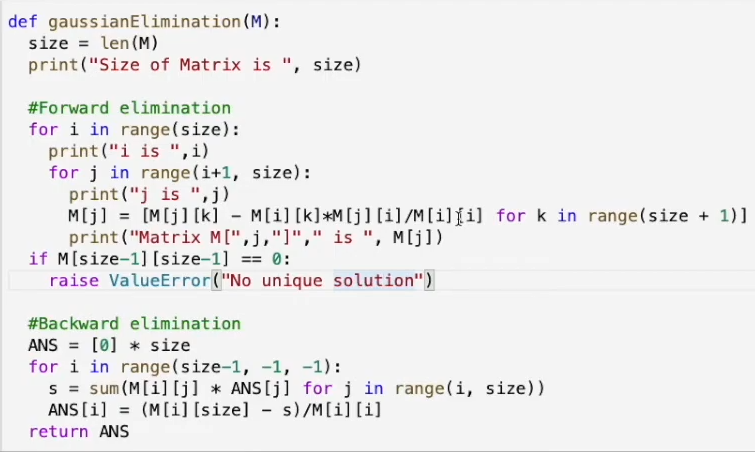 def gaussianElimination(M):
  size = len(M)
  print("Size of Matrix is ", size)

  #Forward elimination
  for i in range(size):
    print("i is ",i)
    for j in range(i+1, size):
      print("j is ",j)
      M[j] = [M[j][k] - M[i][k]*M[j][i]/M[i][i] for k in range(size + 1)]
      print("Matrix M[",j,"]"," is ", M[j])
  if M[size-1][size-1] == 0:
    raise ValueError("No unique solution")

  #Backward elimination
  ANS = [0] * size
  for i in range(size-1, -1, -1):
    s = sum(M[i][j] * ANS[j] for j in range(i, size))
    ANS[i] = (M[i][size] - s)/M[i][i]
  return ANS